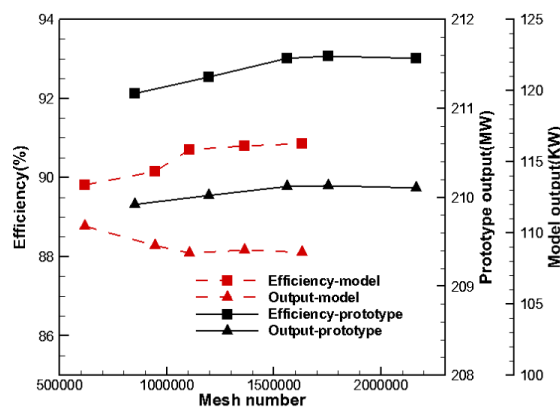 94
92
90
88
86
Efficiency(%)
212
211
210
209
208
Prototype output(MW)
125
120
115
110
105
100
Model output(KW)
Efficiency-model
Output-model
Efficiency-prototype
Output-prototype
500000 1000000 1500000 2000000
Mesh number